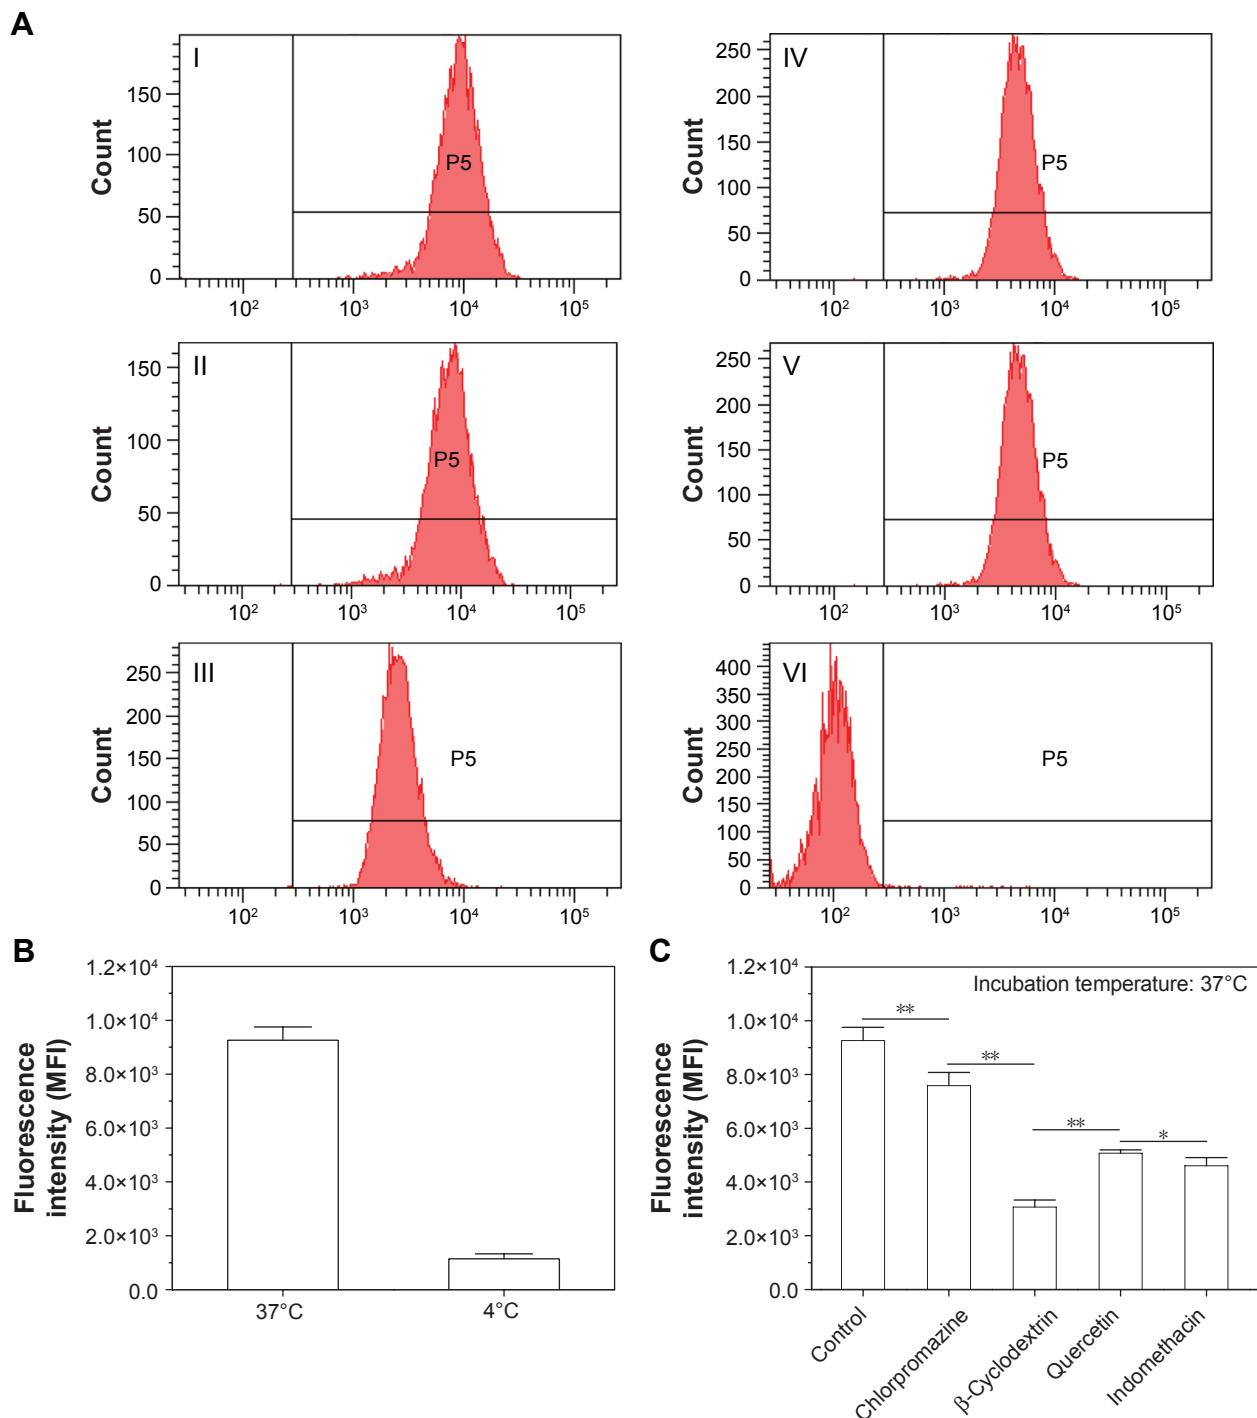 A
I
Count
150
100
50
0
10²
10³
10⁴
10⁵
P5
IV
Count
250
200
150
100
50
0
10²
10³
10⁴
10⁵
P5
II
Count
150
100
50
0
10²
10³
10⁴
10⁵
P5
V
Count
250
200
150
100
50
0
10²
10³
10⁴
10⁵
P5
III
Count
250
200
150
100
50
0
10²
10³
10⁴
10⁵
P5
VI
Count
400
350
300
250
200
150
100
50
0
10²
10³
10⁴
10⁵
P5
B
Fluorescence
intensity (MFI)
1.2×10⁴
1.0×10⁴
8.0×10³
6.0×10³
4.0×10³
2.0×10³
0.0
37°C
4°C
C
Fluorescence
intensity (MFI)
1.2×10⁴
1.0×10⁴
8.0×10³
6.0×10³
4.0×10³
2.0×10³
0.0
Incubation temperature: 37°C
**
**
**
*
Control
Chlorpromazine
β-Cyclodextrin
Quercetin
Indomethacin